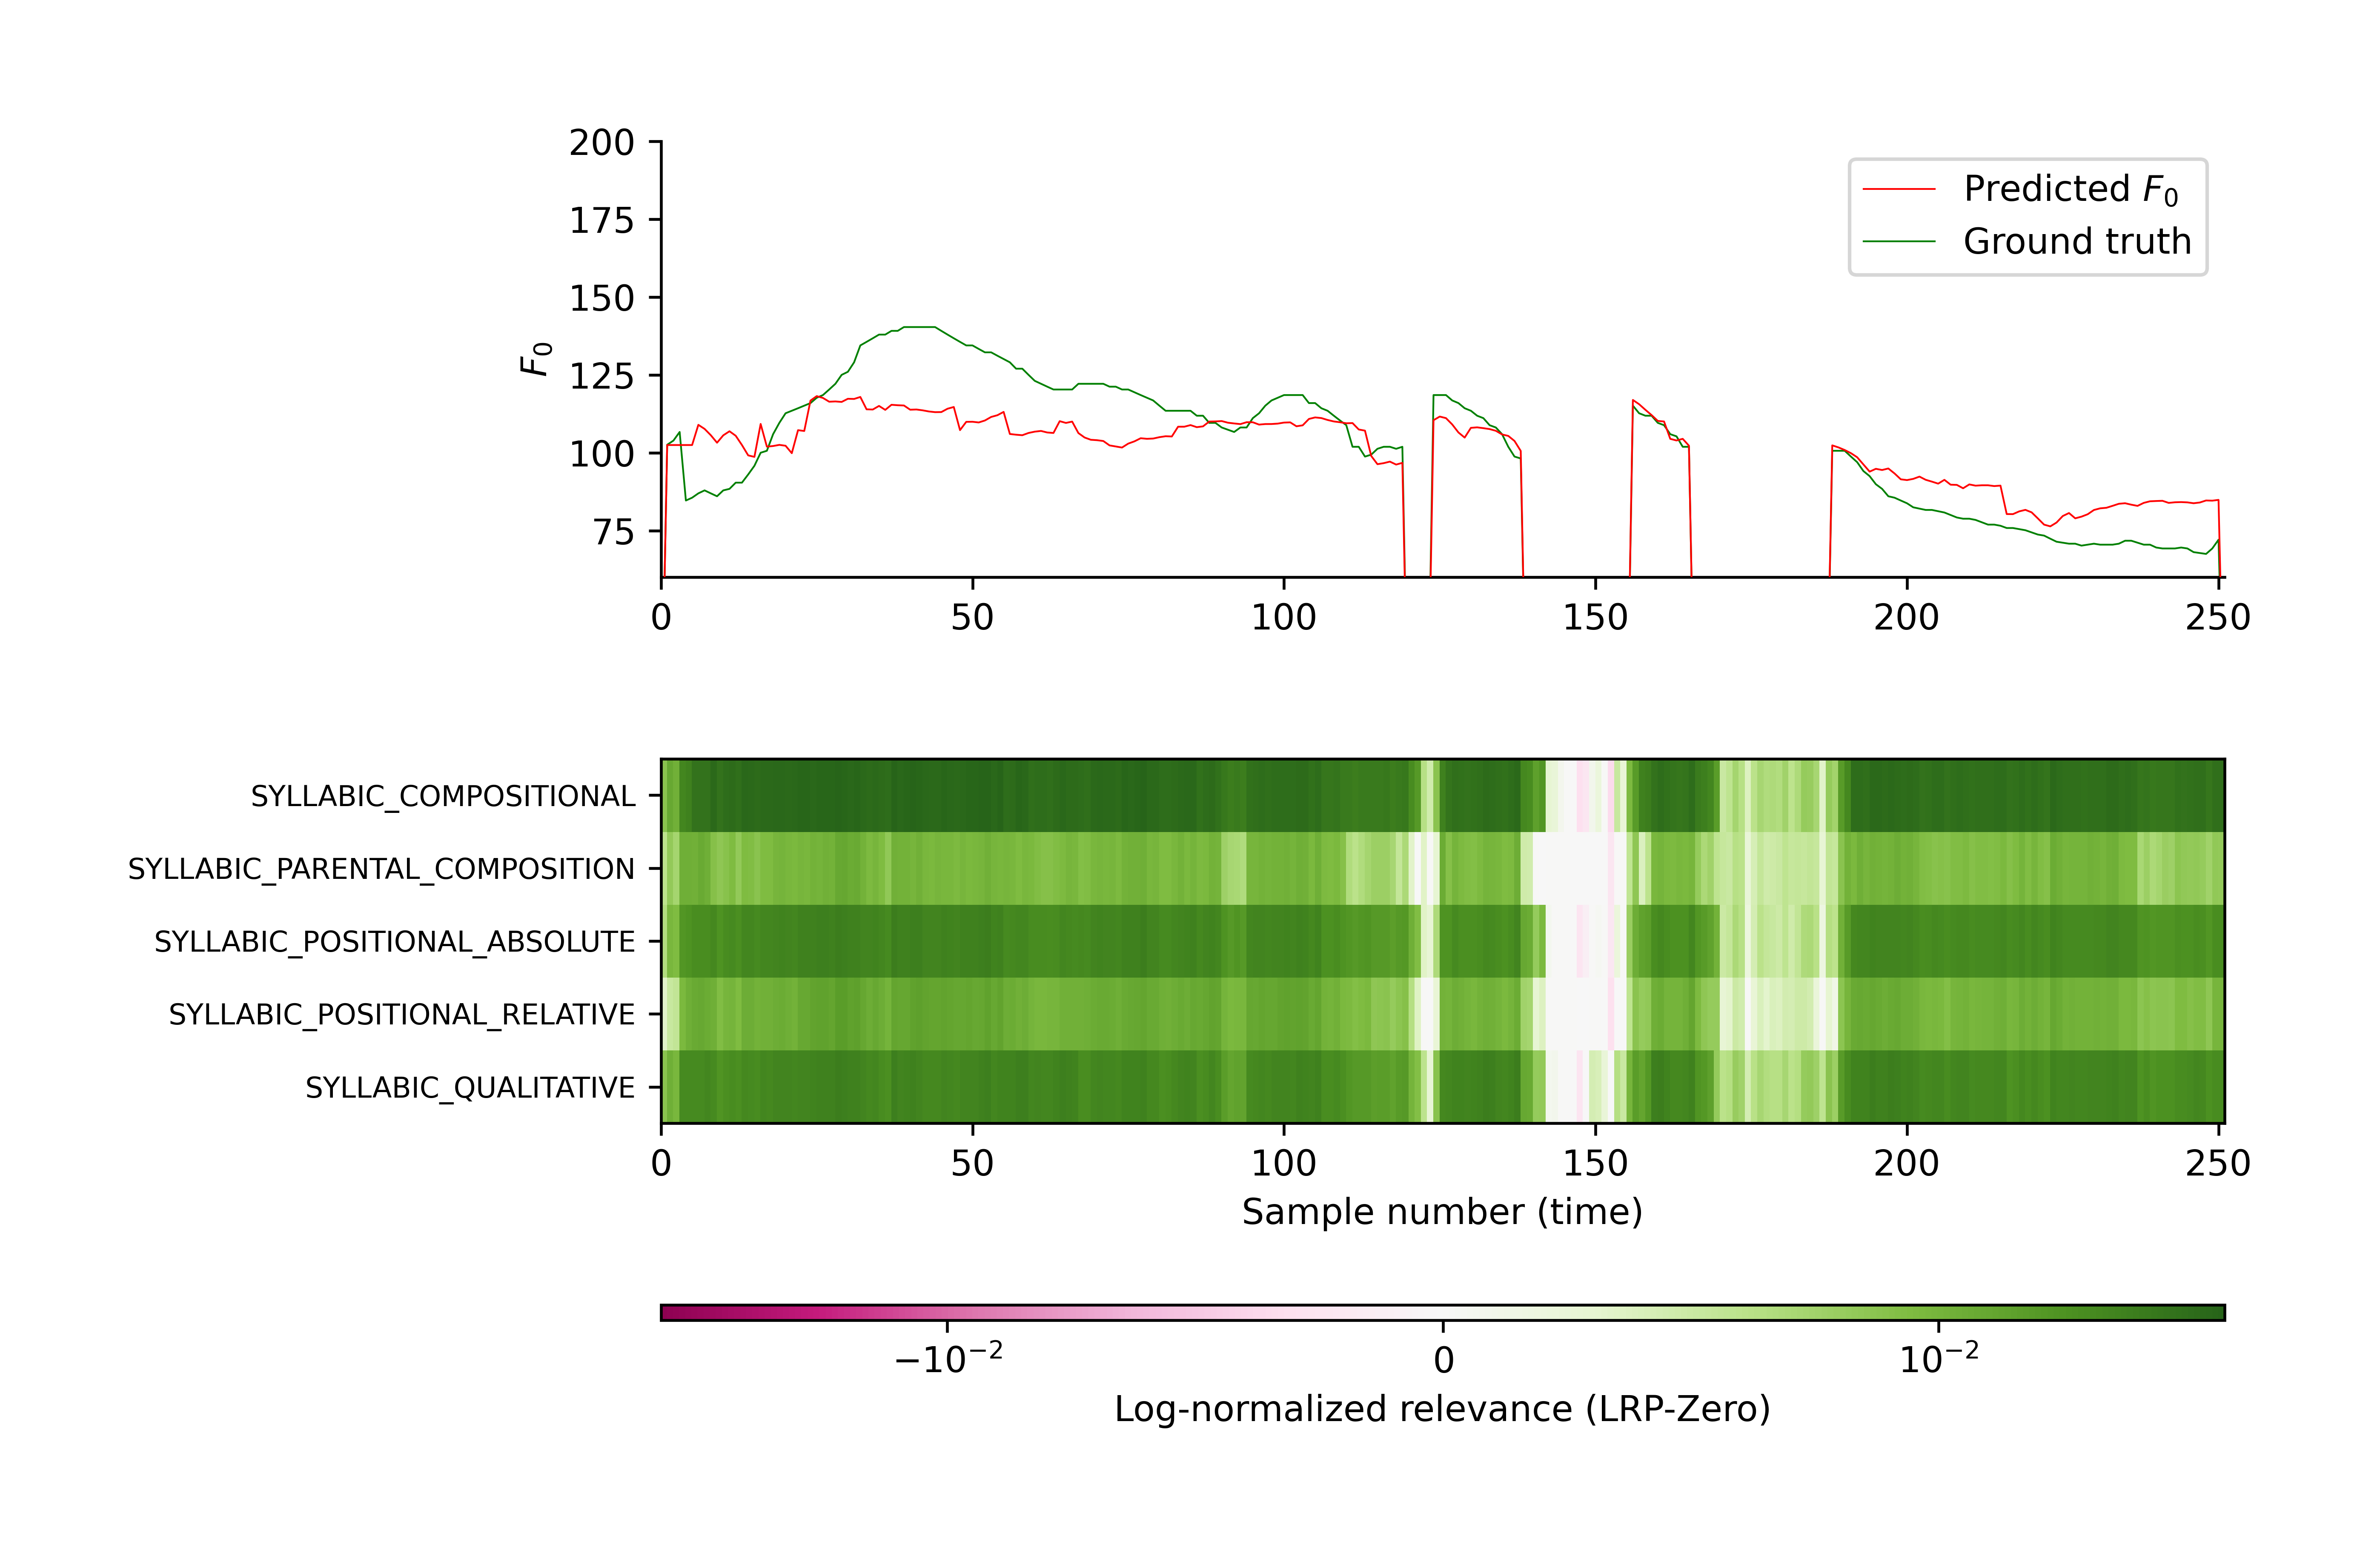 200
175
150
125
100
75
F₀
Predicted F₀
Ground truth
0 50 100 150 200 250
SYLLABIC_COMPOSITIONAL
SYLLABIC_PARENTAL_COMPOSITION
SYLLABIC_POSITIONAL_ABSOLUTE
SYLLABIC_POSITIONAL_RELATIVE
SYLLABIC_QUALITATIVE
0 50 100 150 200 250
Sample number (time)
−10⁻² 0 10⁻²
Log-normalized relevance (LRP-Zero)